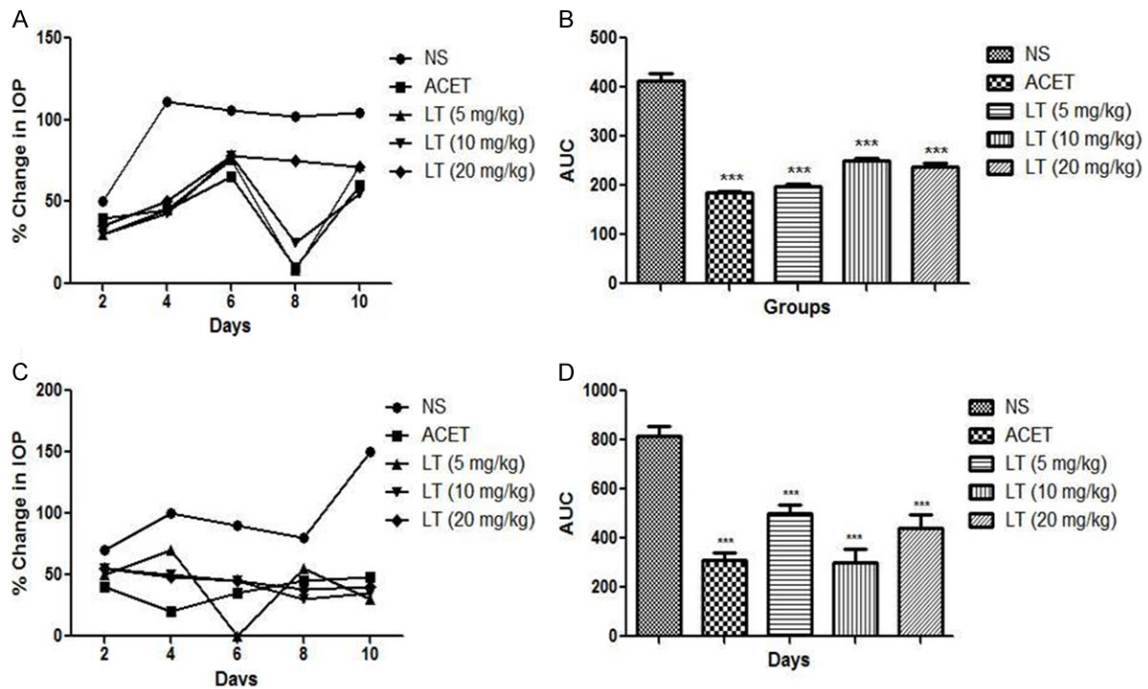 A
% Change in IOP
150
100
50
0
2 4 6 8 10
Days
NS
ACET
LT (5 mg/kg)
LT (10 mg/kg)
LT (20 mg/kg)
B
AUC
500
400
300
200
100
0
*** *** *** ***
Groups
NS
ACET
LT (5 mg/kg)
LT (10 mg/kg)
LT (20 mg/kg)
C
% Change in IOP
200
150
100
50
0
2 4 6 8 10
Days
NS
ACET
LT (5 mg/kg)
LT (10 mg/kg)
LT (20 mg/kg)
D
AUC
1000
800
600
400
200
0
*** *** *** ***
Days
NS
ACET
LT (5 mg/kg)
LT (10 mg/kg)
LT (20 mg/kg)